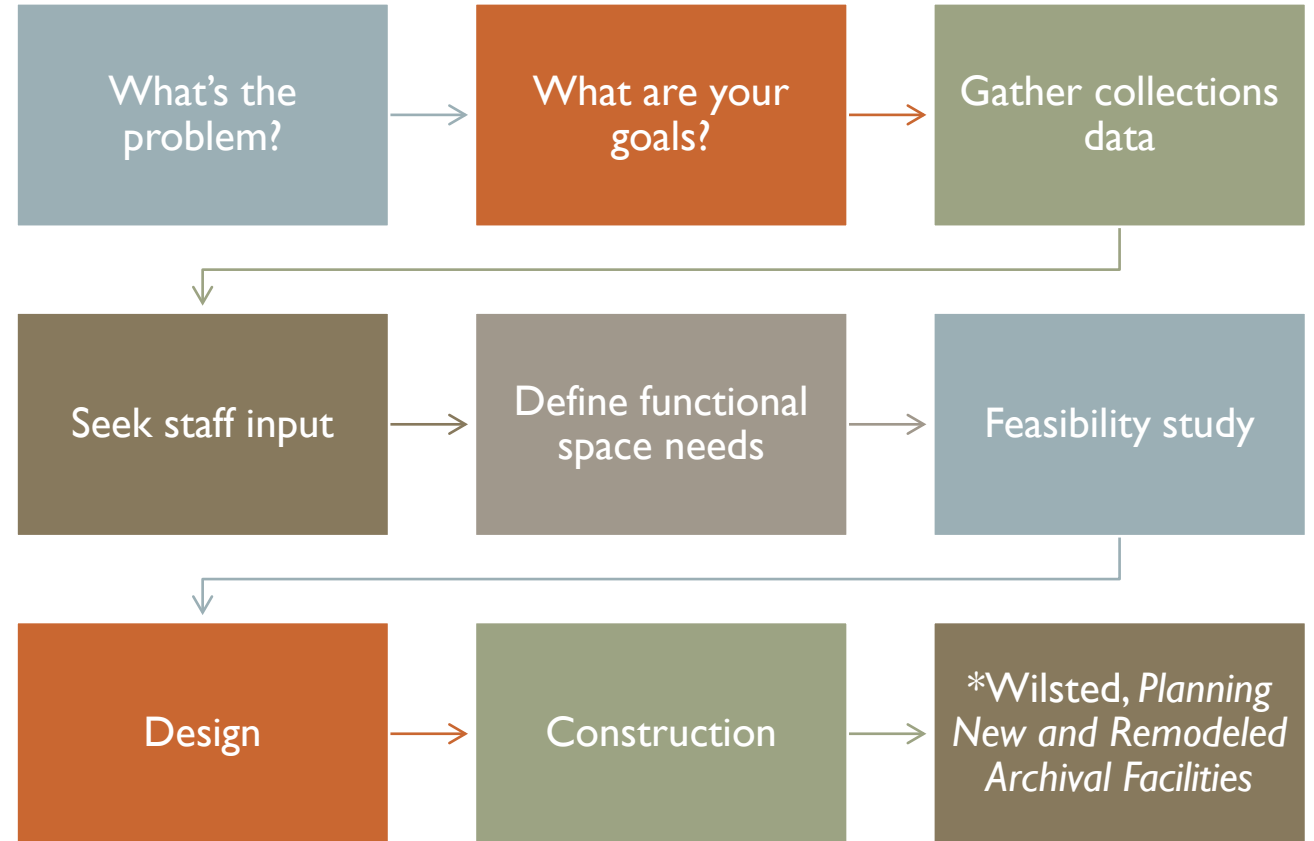 What's the
problem?
What are your
goals?
Gather collections
data
Seek staff input
Define functional
space needs
Feasibility study
Design
Construction
*Wilsted, Planning
New and Remodeled
Archival Facilities